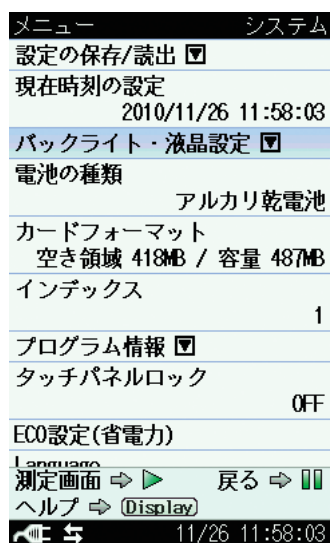 メニュー システム
設定の保存/読出 ▼
現在時刻の設定
2010/11/26 11:58:03
バックライト・液晶設定 ▼
電池の種類
アルカリ乾電池
カードフォーマット
空き領域 418MB / 容量 487MB
インデックス
1
プログラム情報 ▼
タッチパネルロック
OFF
ECO設定(省電力)
Language
測定画面 ⇨ ▷ 戻る ⇨ ▯▯
ヘルプ ⇨ Display
11/26 11:58:03